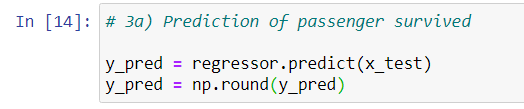 In [14]: # 3a) Prediction of passenger survived
y_pred = regressor.predict(x_test)
y_pred = np.round(y_pred)